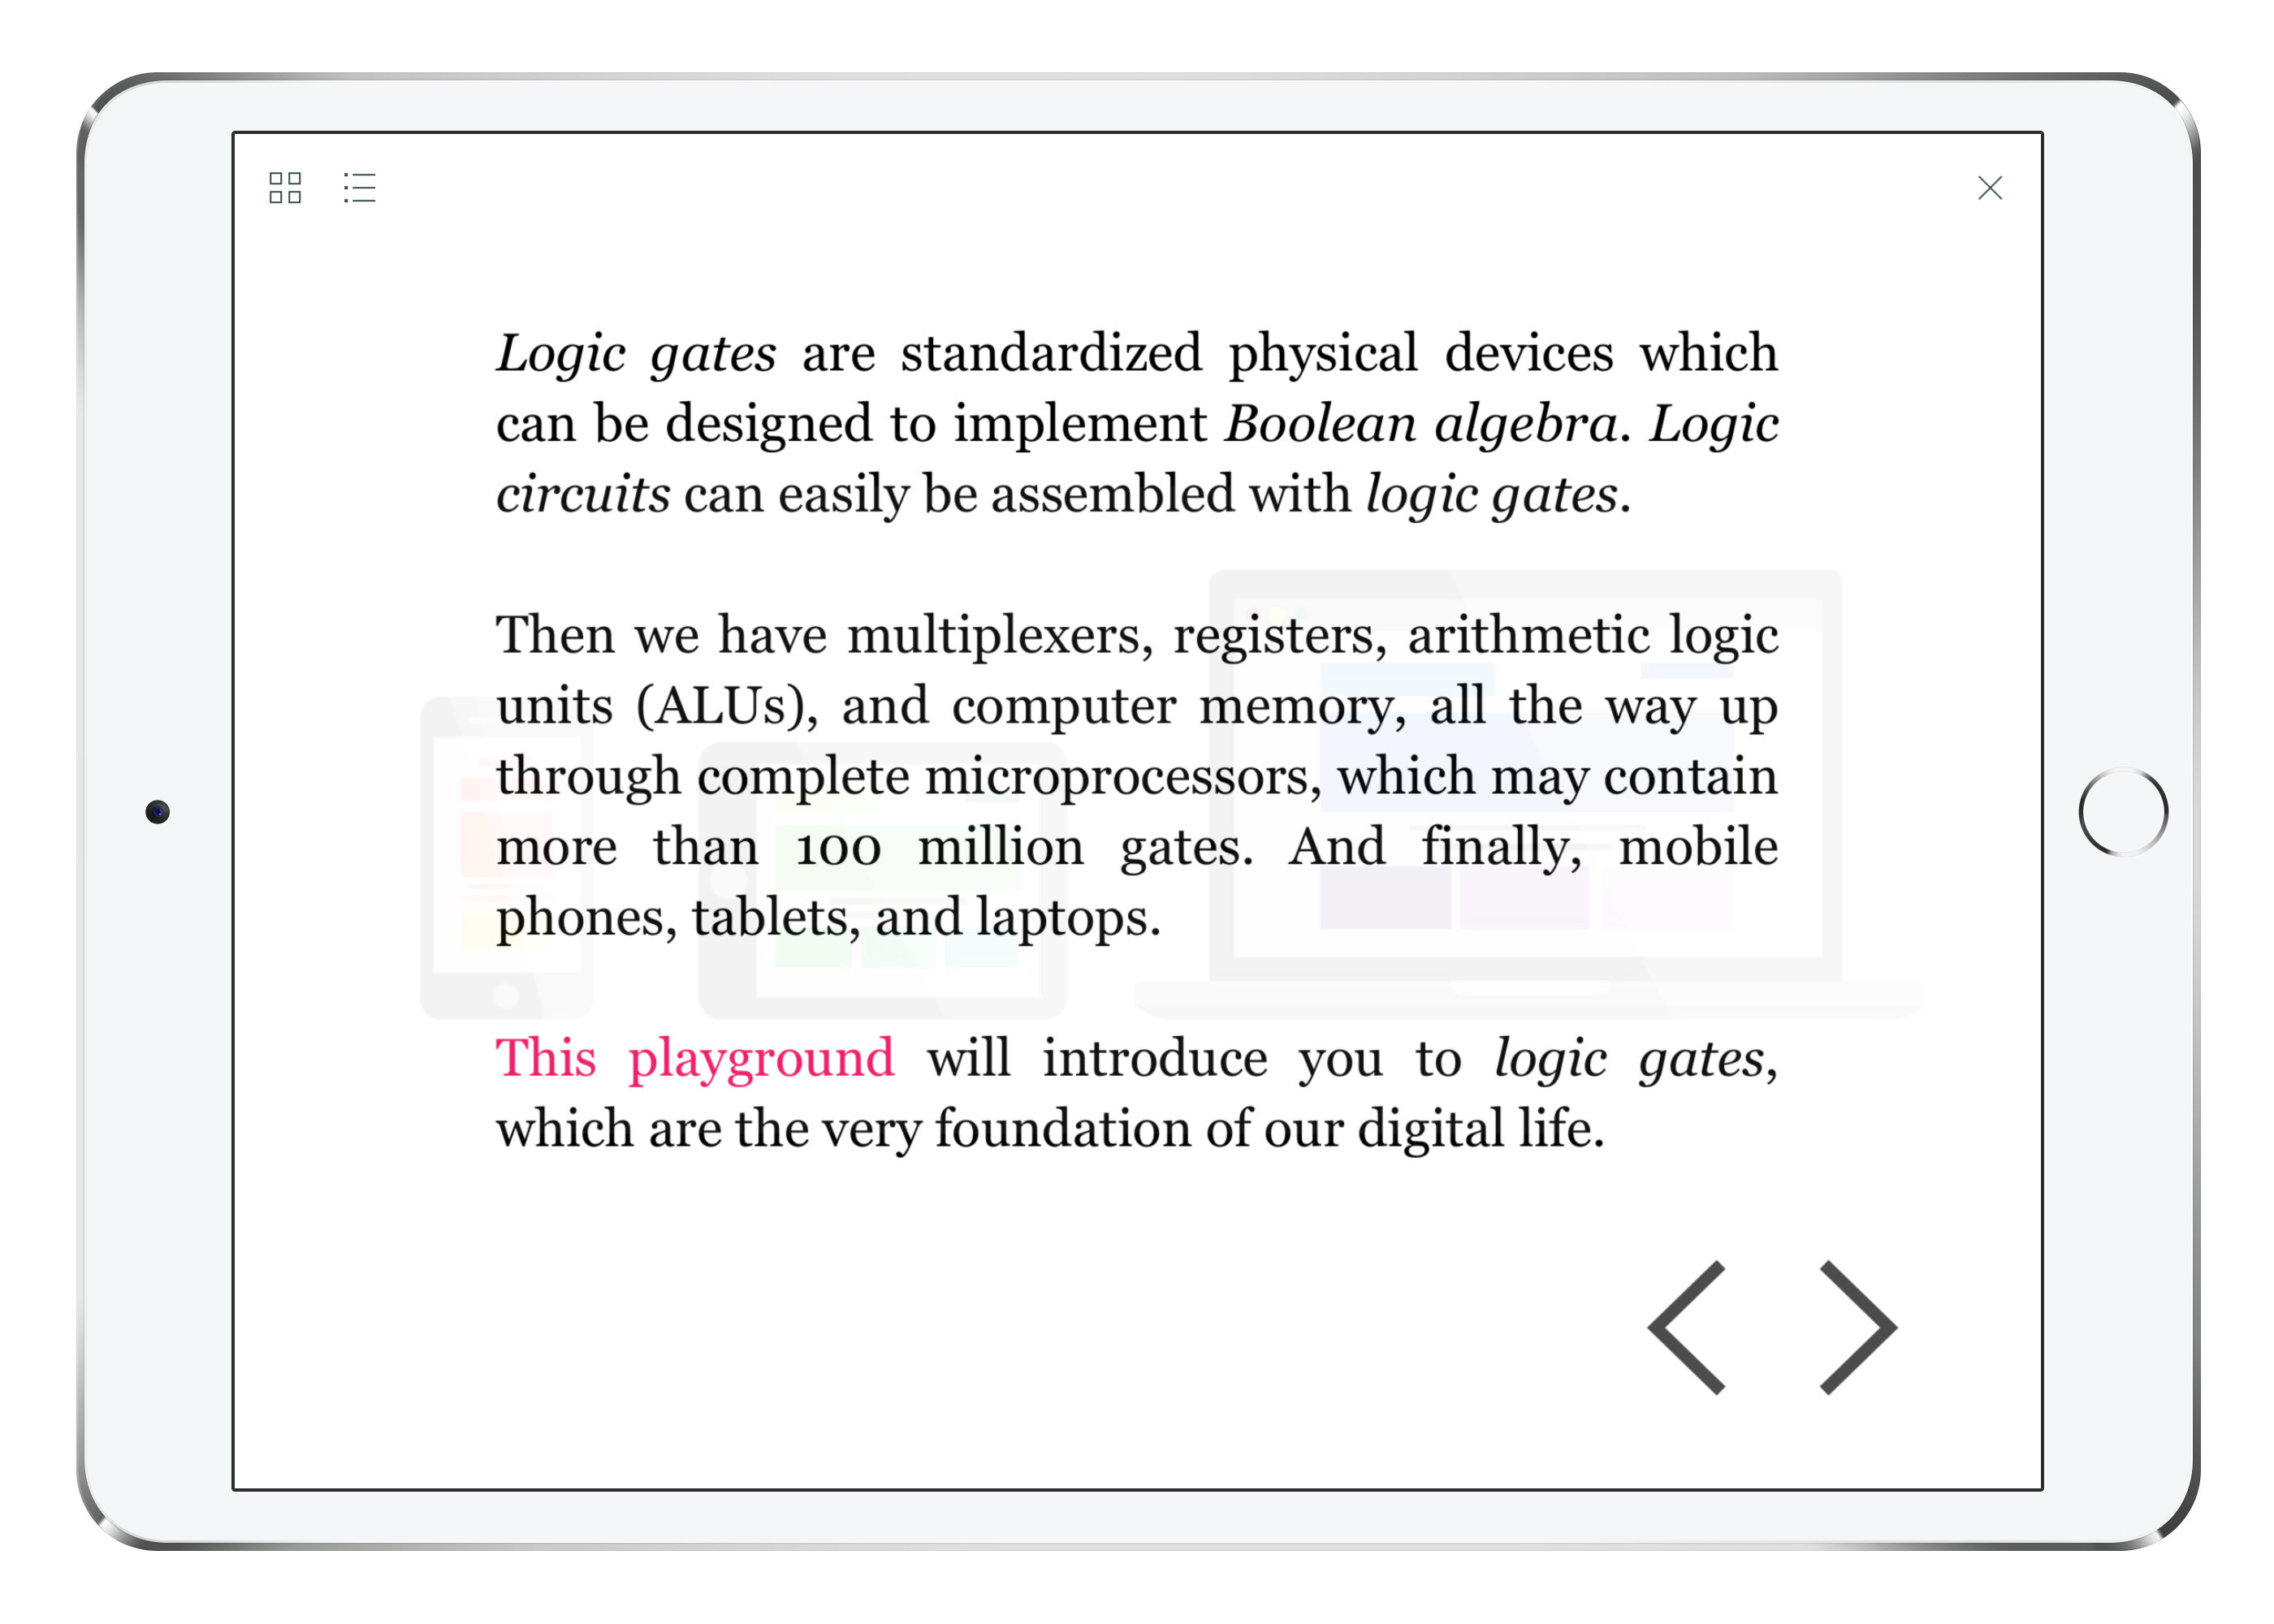 Logic gates are standardized physical devices which
can be designed to implement Boolean algebra. Logic
circuits can easily be assembled with logic gates.
Then we have multiplexers, registers, arithmetic logic
units (ALUs), and computer memory, all the way up
through complete microprocessors, which may contain
more than 100 million gates. And finally, mobile
phones, tablets, and laptops.
This playground will introduce you to logic gates,
which are the very foundation of our digital life.